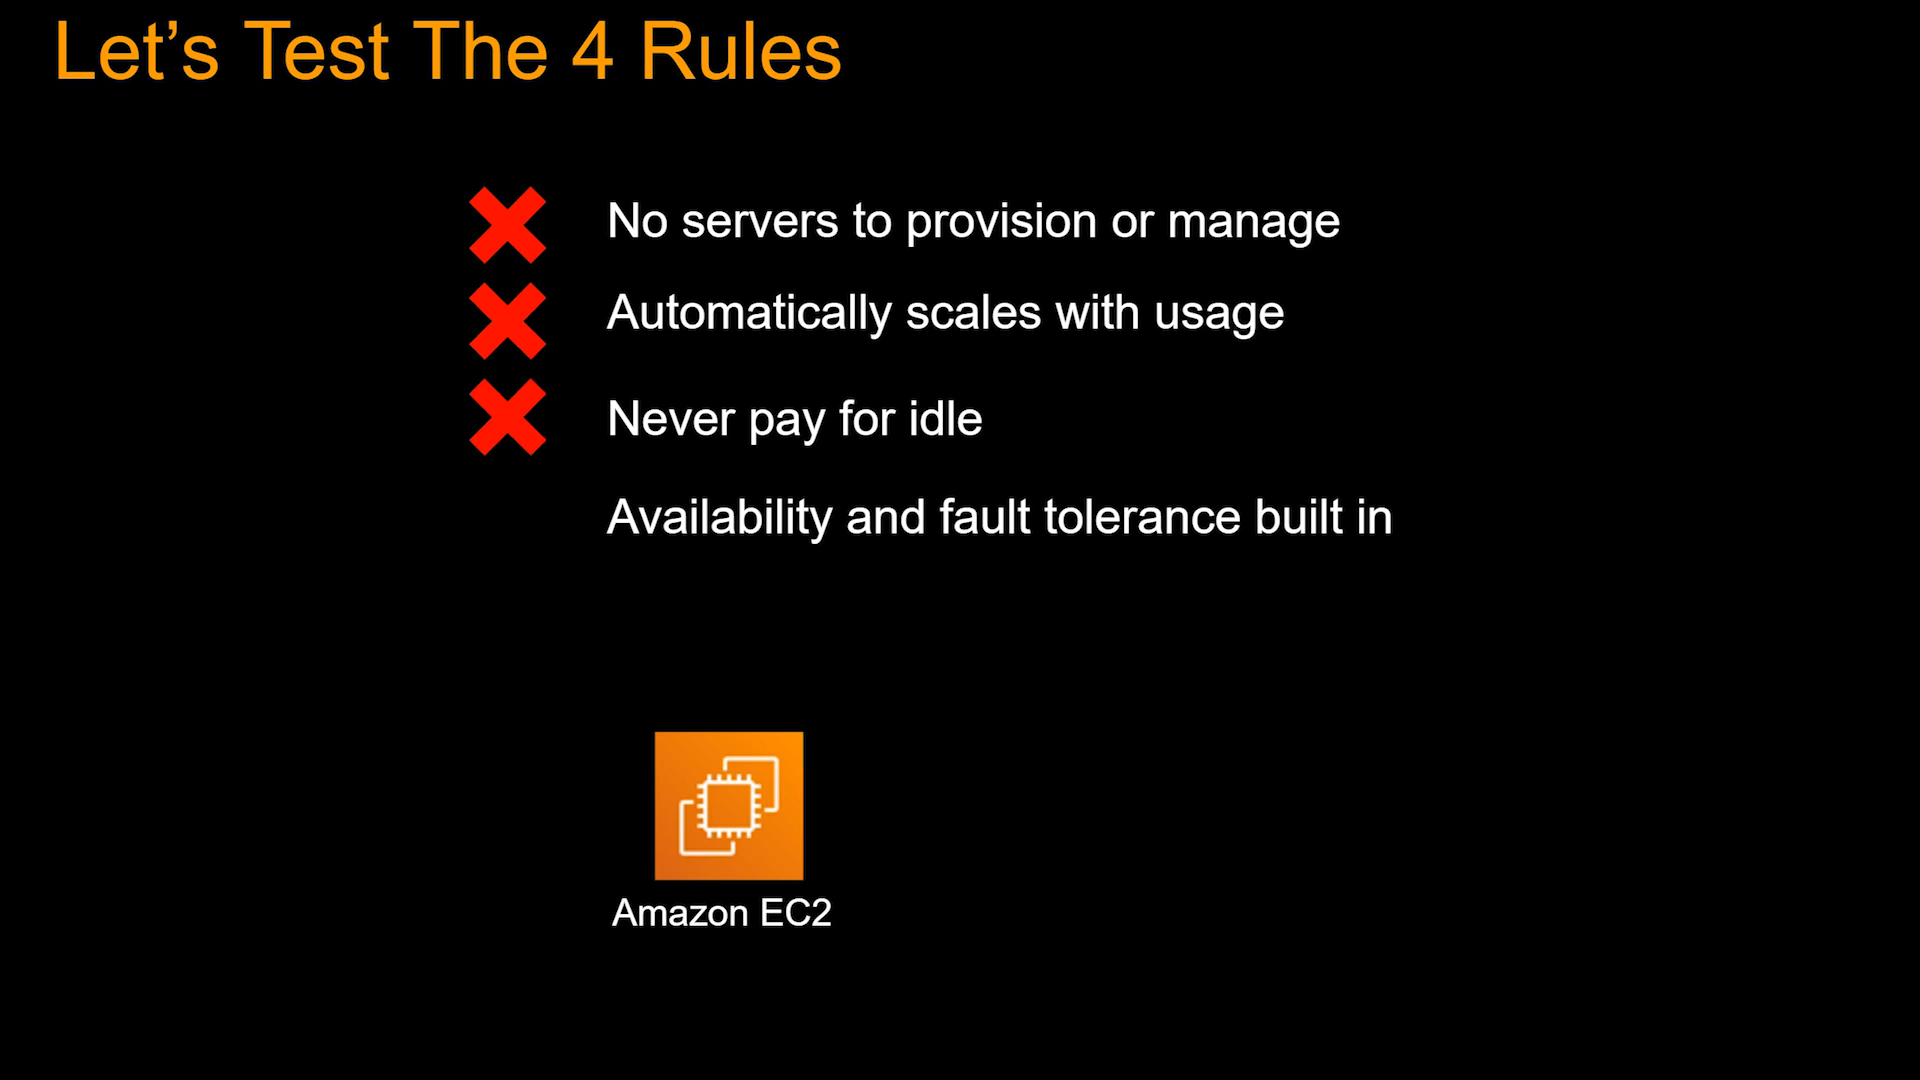 Let’s Test The 4 Rules
No servers to provision or manage
Automatically scales with usage
Never pay for idle
Availability and fault tolerance built in
Amazon EC2